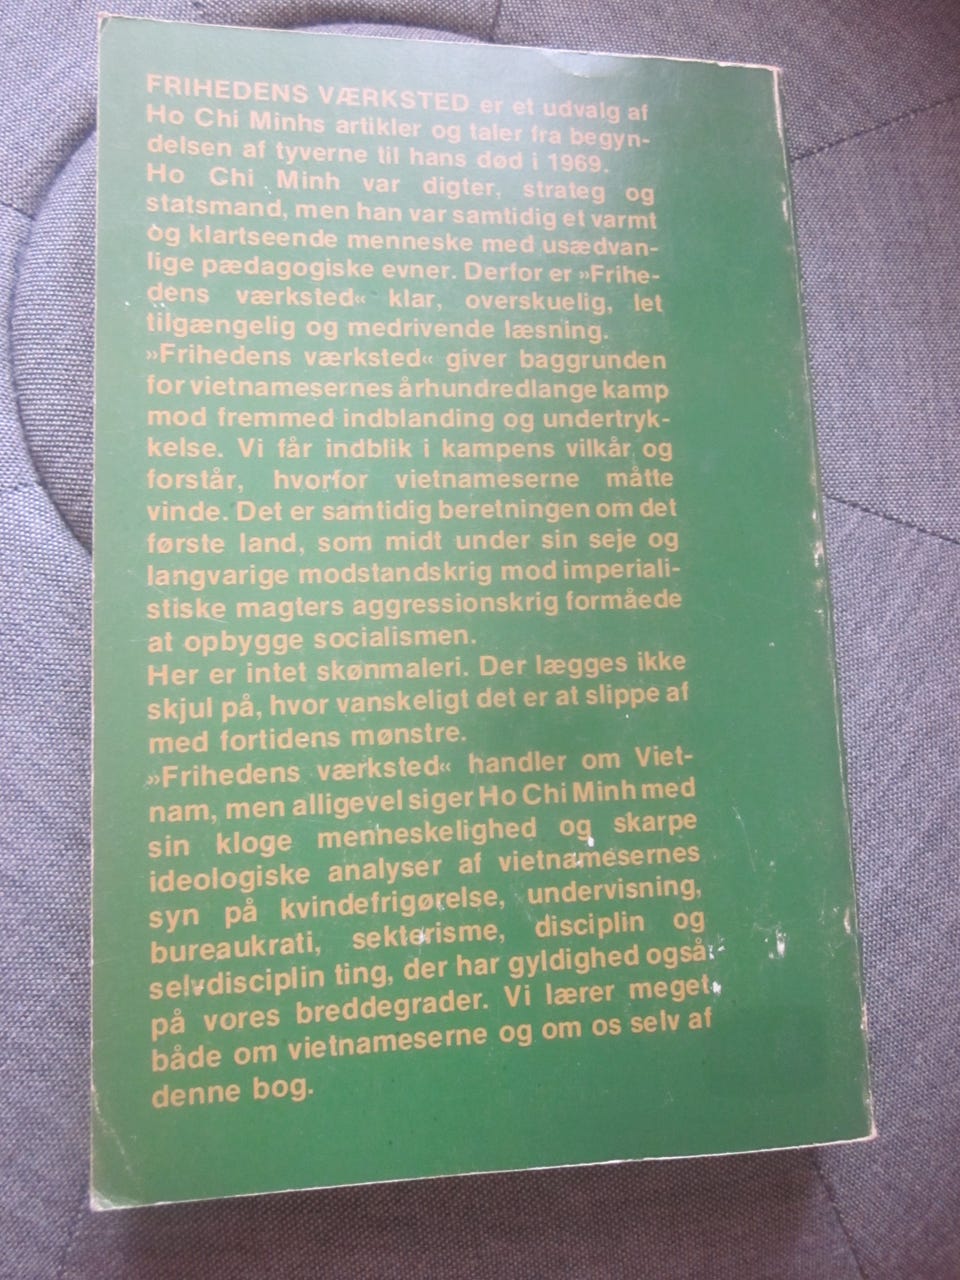 FRIHEDENS VÆRKSTED er et udvalg af
Ho Chi Minhs artikler og taler fra begyn-
delsen af tyverne til hans død i 1969.
Ho Chi Minh var digter, strateg og
statsmand, men han var samtidig et varmt
og klartseende menneske med usædvan-
lige pædagogiske evner. Derfor er »Frihe-
dens værksted« klar, overskuelig, let
tilgængelig og medrivende læsning.
»Frihedens værksted« giver baggrunden
for vietnamesernes århundredlange kamp
mod fremmed indblanding og undertryk-
kelse. Vi får indblik i kampens vilkår og
forstår, hvorfor vietnameserne måtte
vinde. Det er samtidig beretningen om det
første land, som midt under sin seje og
langvarige modstandskrig mod imperiali-
stiske magters aggressionskrig formåede
at opbygge socialismen.
Her er intet skønmaleri. Der lægges ikke
skjul på, hvor vanskeligt det er at slippe af
med fortidens mønstre.
»Frihedens værksted« handler om Viet-
nam, men alligevel siger Ho Chi Minh med
sin kloge menneskelighed og skarpe
ideologiske analyser af vietnamesernes
syn på kvindefrigørelse, undervisning,
bureaukrati, sekterisme, disciplin og
selvdisciplin ting, der har gyldighed også
på vores breddegrader. Vi lærer meget
både om vietnameserne og om os selv af
denne bog.